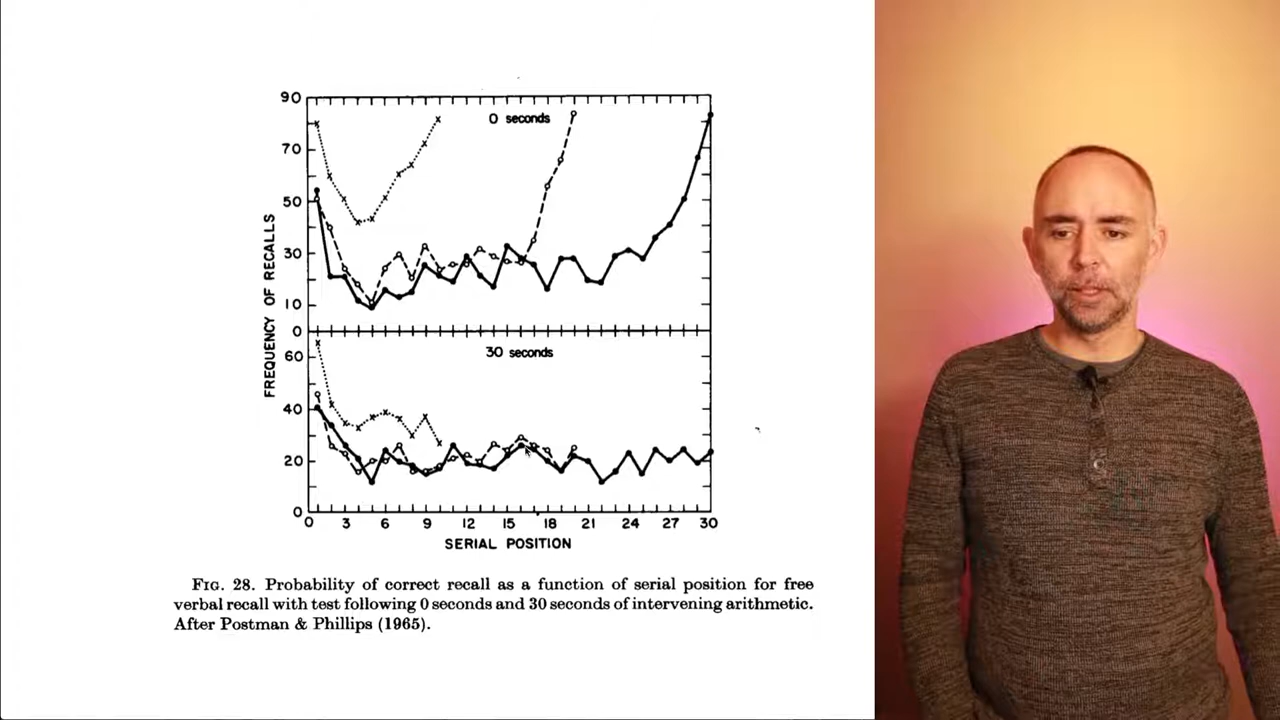 90
0 seconds
70
50
30
10
0
FREQUENCY OF RECALLS
30 seconds
60
40
20
0
0 3 6 9 12 15 18 21 24 27 30
SERIAL POSITION
FIG. 28. Probability of correct recall as a function of serial position for free
verbal recall with test following 0 seconds and 30 seconds of intervening arithmetic.
After Postman & Phillips (1965).